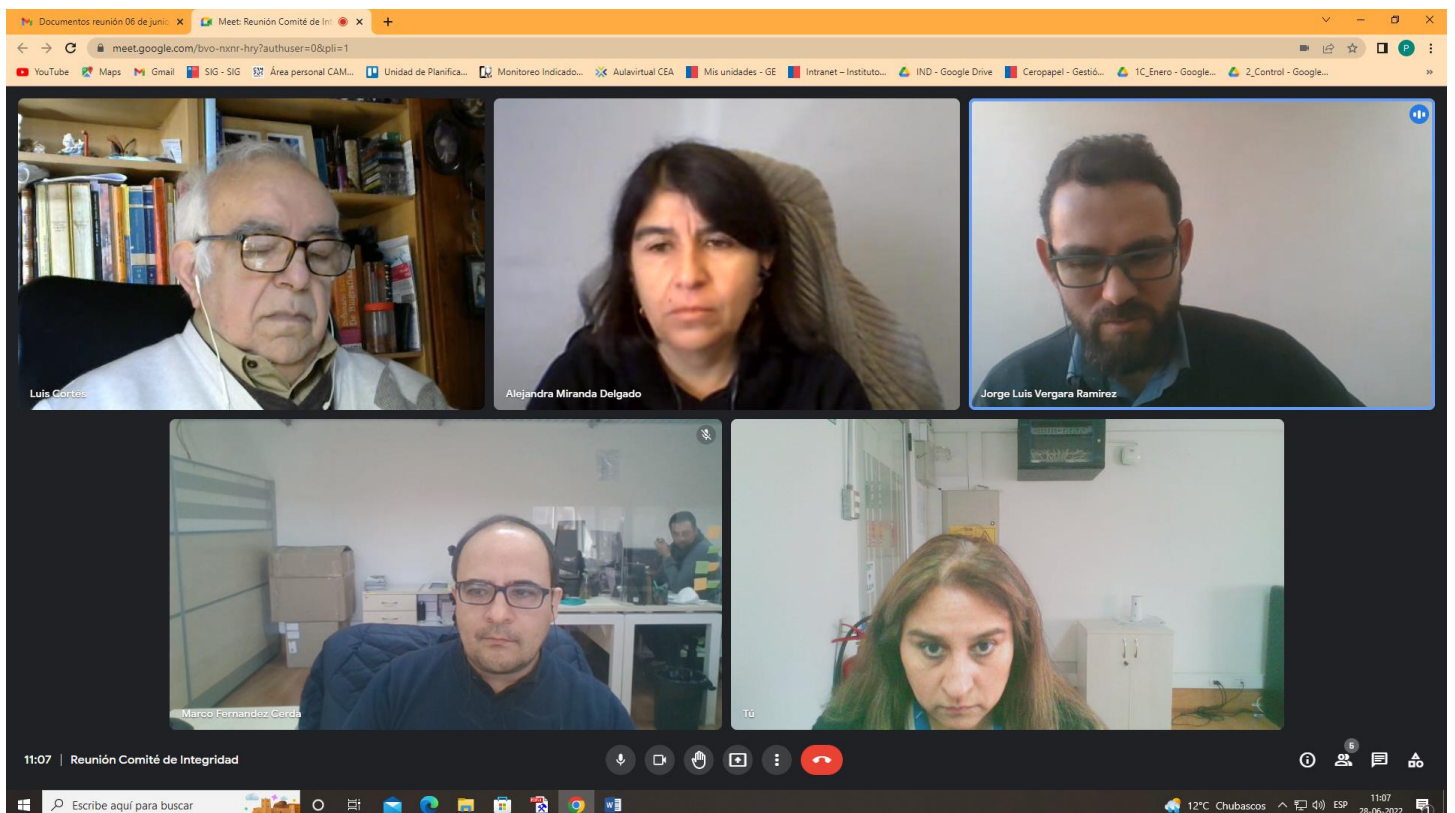 Documentos reunión 06 de junio
Meet: Reunión Comité de Int
meet.google.com/bvo-nxnr-hry?authuser=0&pli=1
P
YouTube
Maps
Gmail
SIG - SIG
Área personal CAM...
Unidad de Planifica...
Monitoreo Indicado...
Aulavirtual CEA
Mis unidades - GE
Intranet – Instituto...
IND - Google Drive
Ceropapel - Gestió...
1C_Enero - Google...
2_Control - Google...
»
Luis Cortés
Alejandra Miranda Delgado
Jorge Luis Vergara Ramirez
Marco Fernandez Cerda
Tú
11:07 | Reunión Comité de Integridad
5
Escribe aquí para buscar
12°C Chubascos
ESP
11:07
28-06-2022